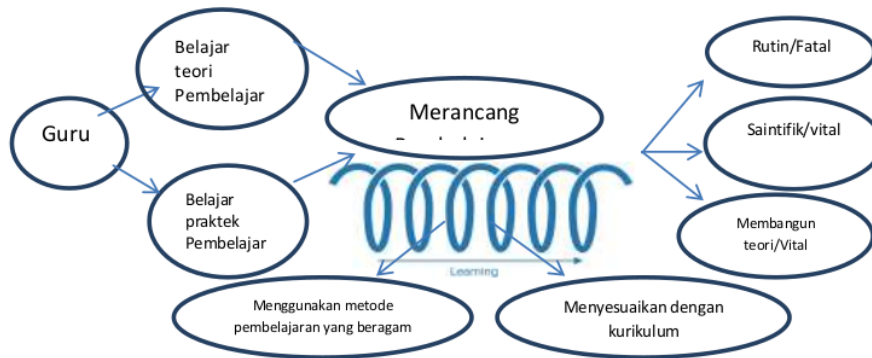 Guru
Belajar
teori
Pembelajar
Belajar
praktek
Pembelajar
Merancang
Learning
Menggunakan metode
pembelajaran yang beragam
Menyesuaikan dengan
kurikulum
Rutin/Fatal
Saintifik/vital
Membangun
teori/Vital